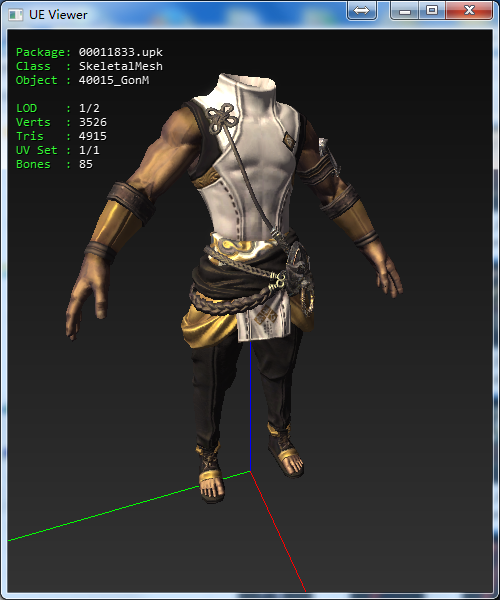 UE Viewer
Package: 00011833.upk
Class : SkeletalMesh
Object : 40015_GonM
LOD : 1/2
Verts : 3526
Tris : 4915
UV Set : 1/1
Bones : 85